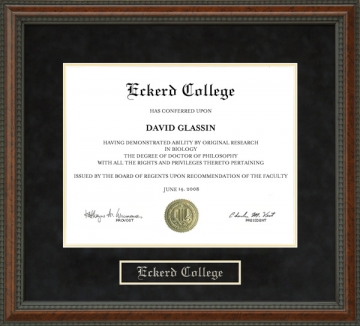 Eckerd College
HAS CONFERRED UPON
DAVID GLASSIN
HAVING DEMONSTRATED ABILITY BY ORIGINAL RESEARCH
IN BIOLOGY
THE DEGREE OF DOCTOR OF PHILOSOPHY
WITH ALL THE RIGHTS AND PRIVILEGES THERETO PERTAINING
ISSUED BY THE BOARD OF REGENTS UPON RECOMMENDATION OF THE FACULTY
JUNE 19, 2006
PROVOST
PRESIDENT
Eckerd College